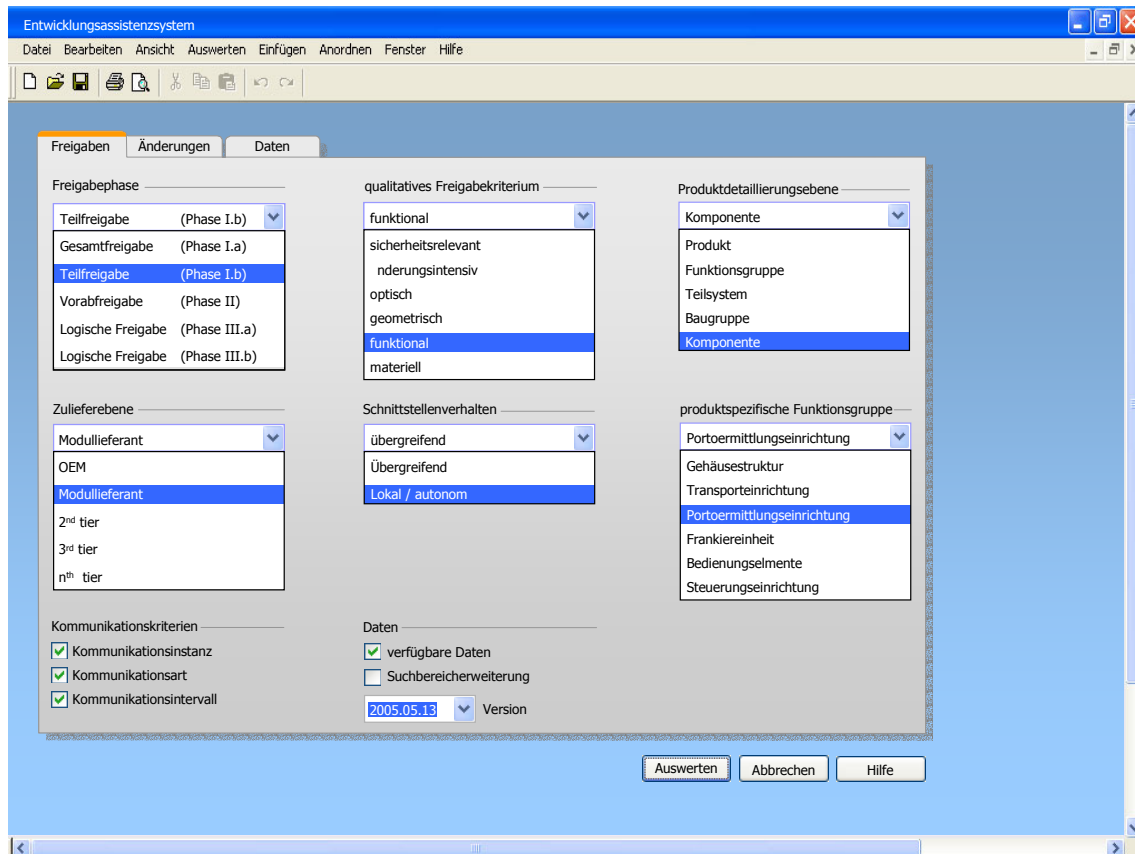 Entwicklungsassistenzsystem
Datei Bearbeiten Ansicht Auswerten Einfügen Anordnen Fenster Hilfe
Freigaben Änderungen Daten
Freigabephase
Teilfreigabe (Phase I.b)
Gesamtfreigabe (Phase I.a)
Teilfreigabe (Phase I.b)
Vorabfreigabe (Phase II)
Logische Freigabe (Phase III.a)
Logische Freigabe (Phase III.b)
qualitatives Freigabekriterium
funktional
sicherheitsrelevant
nderungsintensiv
optisch
geometrisch
funktional
materiell
Produktdetaillierungsebene
Komponente
Produkt
Funktionsgruppe
Teilsystem
Baugruppe
Komponente
Zulieferebene
Modullieferant
OEM
Modullieferant
2nd tier
3rd tier
nth tier
Schnittstellenverhalten
übergreifend
Übergreifend
Lokal / autonom
produktspezifische Funktionsgruppe
Portoermittlungseinrichtung
Gehäusestruktur
Transporteinrichtung
Portoermittlungseinrichtung
Frankiereinheit
Bedienungselmente
Steuerungseinrichtung
Kommunikationskriterien
Kommunikationsinstanz
Kommunikationsart
Kommunikationsintervall
Daten
verfügbare Daten
Suchbereicherweiterung
2005.05.13 Version
Auswerten Abbrechen Hilfe